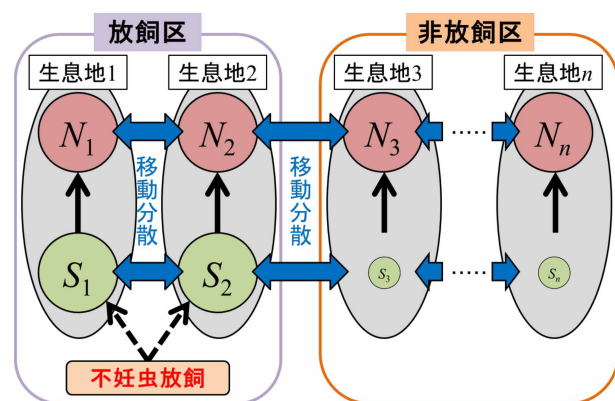 放飼区
非放飼区
生息地1
生息地2
生息地3
生息地n
N1
N2
N3
.....
Nn
移動分散
移動分散
S1
S2
S3
.....
Sn
不妊虫放飼